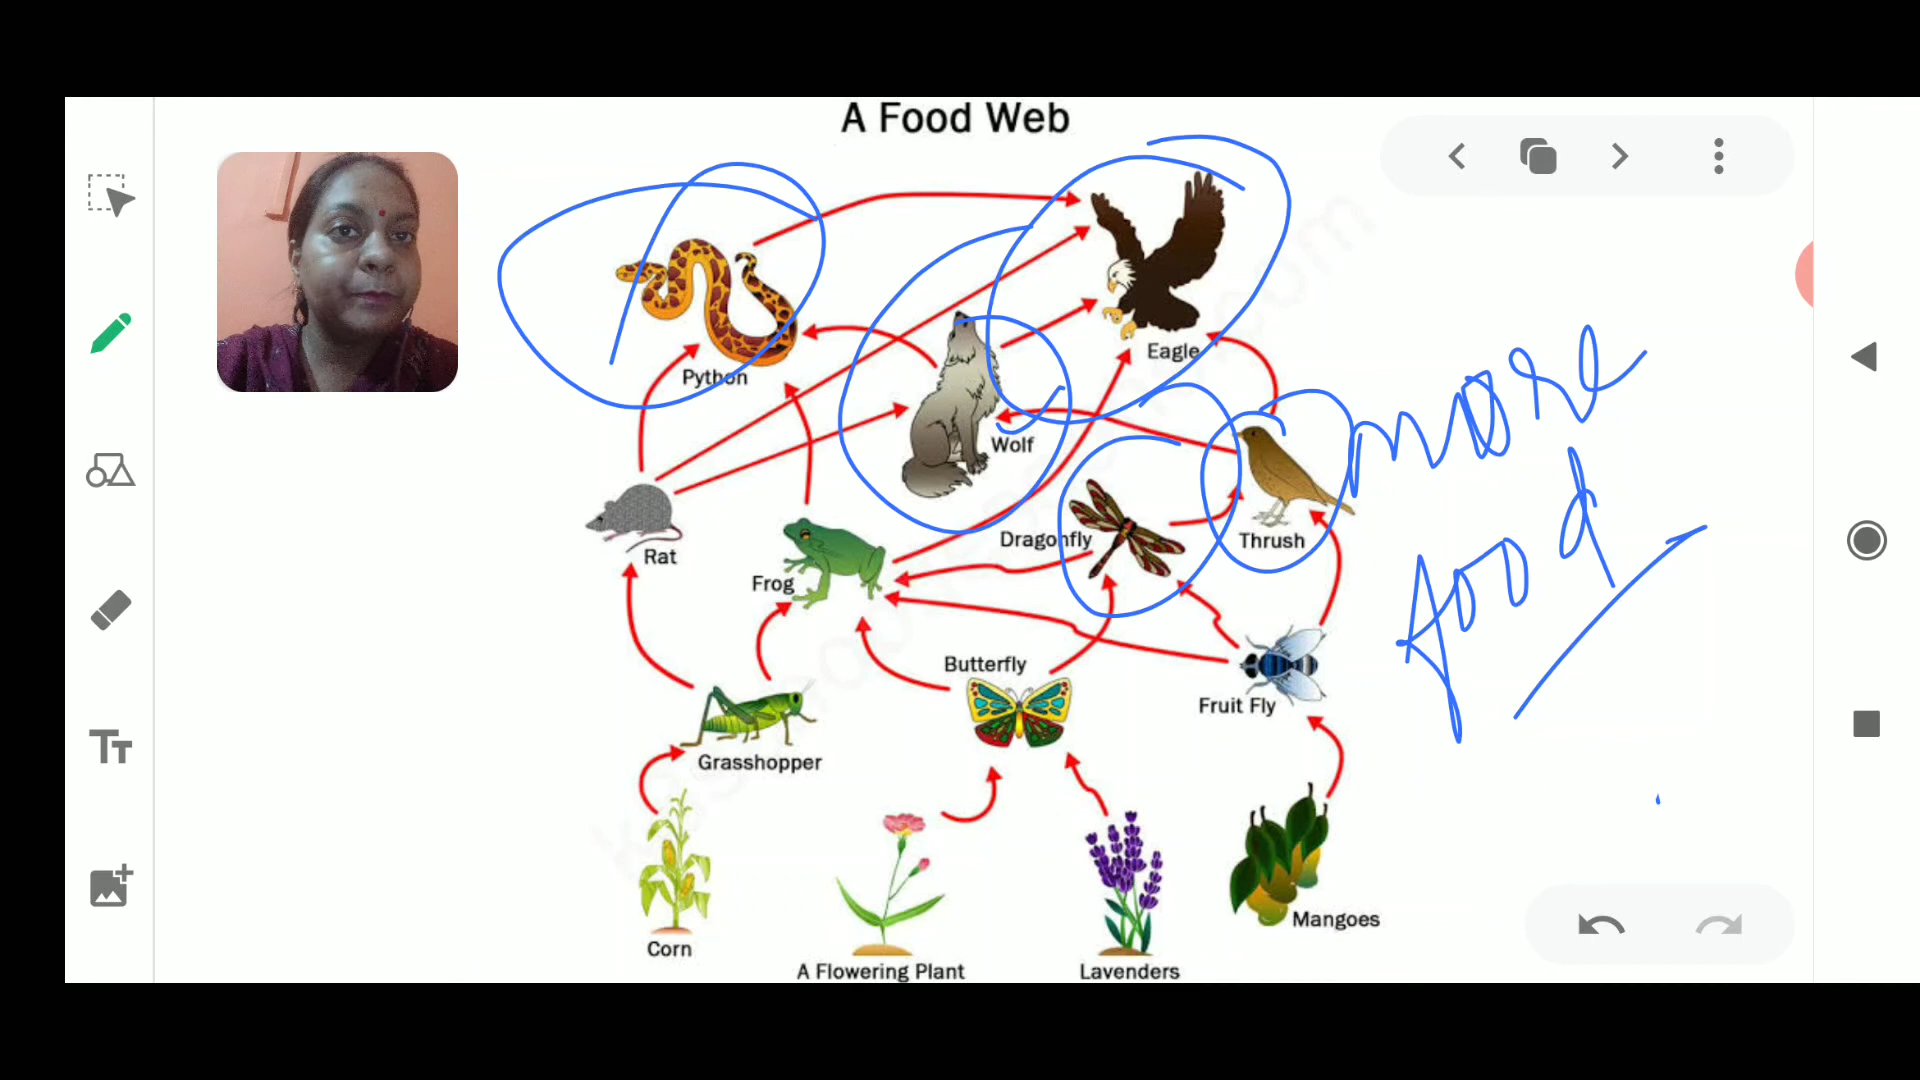 A Food Web
Python
Eagle
Wolf
Rat
Frog
Dragonfly
Thrush
more
food
Butterfly
Fruit Fly
Grasshopper
Corn
A Flowering Plant
Lavenders
Mangoes
TT